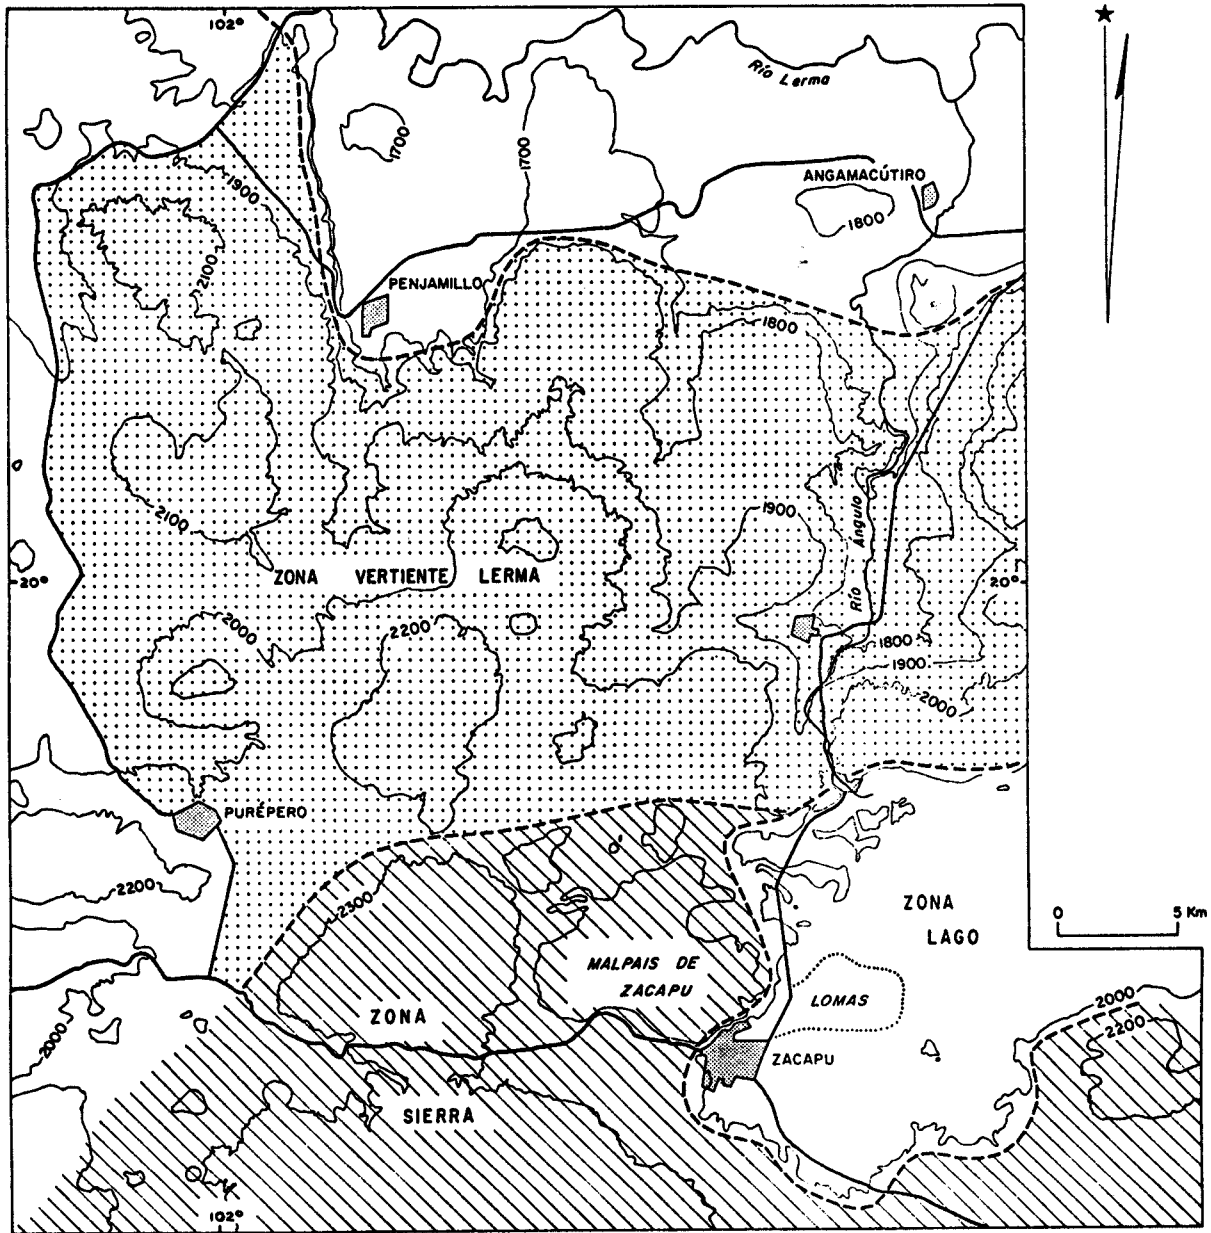 102°
Río Lerma
1700
1700
ANGAMACÚTIRO
1900
1800
2100
PENJAMILLO
1800
2100
1900
Río Ángulo
20°
ZONA VERTIENTE LERMA
20°
2000
2200
1800
1900
2000
PURÉPERO
2200
2300
ZONA
LAGO
0 5 Km
MALPAIS DE
ZACAPU
LOMAS
ZONA
2000
2000
2200
ZACAPU
SIERRA
102°